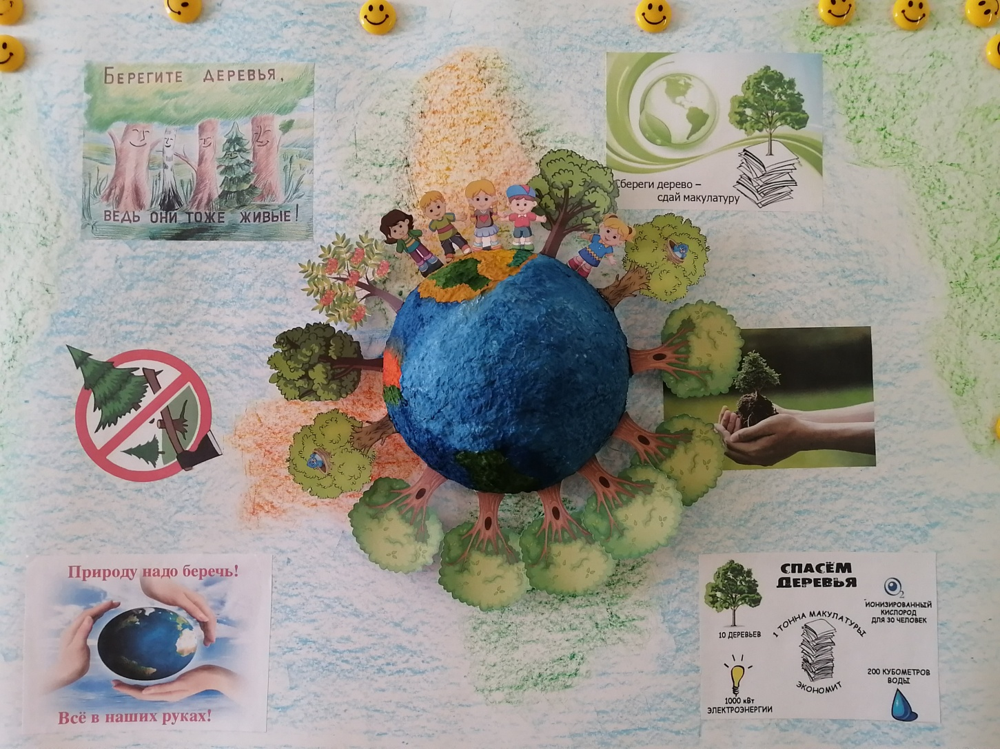 БЕРЕГИТЕ ДЕРЕВЬЯ,
ВЕДЬ ОНИ ТОЖЕ ЖИВЫЕ!
Сбереги дерево –
сдай макулатуру
Природу надо беречь!
Всё в наших руках!
СПАСЁМ
ДЕРЕВЬЯ
O2
ИОНИЗИРОВАННЫЙ
КИСЛОРОД
ДЛЯ 30 ЧЕЛОВЕК
10 ДЕРЕВЬЕВ
1 ТОННА МАКУЛАТУРЫ
ЭКОНОМИТ
200 КУБОМЕТРОВ
ВОДЫ
1000 кВт
ЭЛЕКТРОЭНЕРГИИ